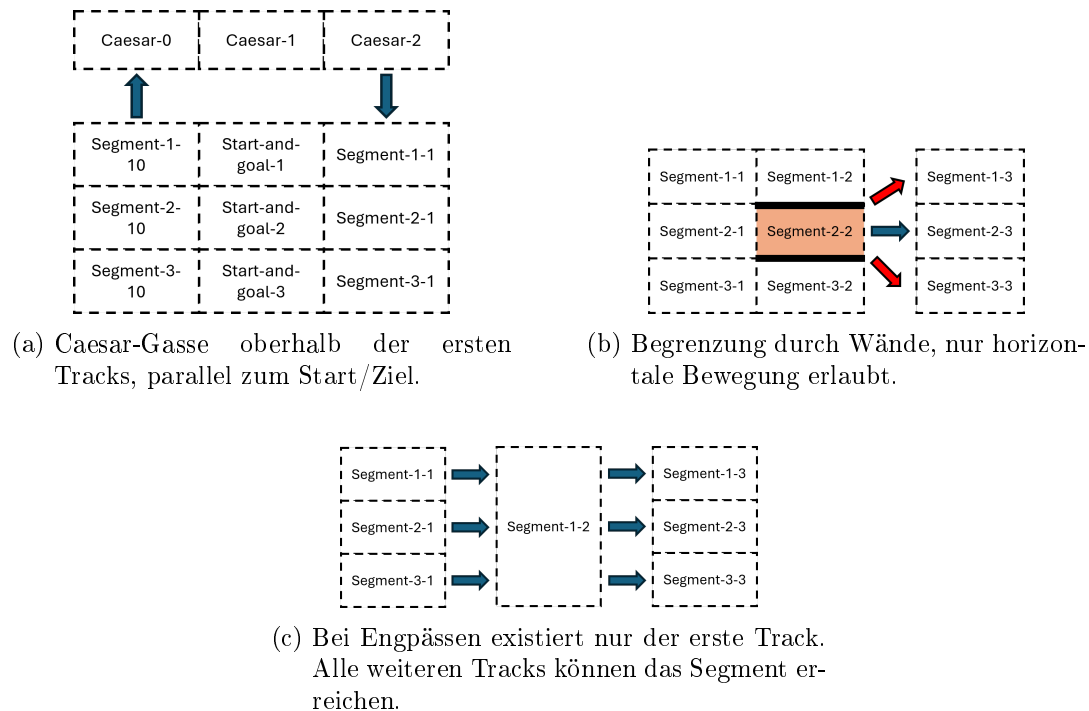 Caesar-0 Caesar-1 Caesar-2
Segment-1-
10
Start-and-
goal-1
Segment-1-1
Segment-2-
10
Start-and-
goal-2
Segment-2-1
Segment-3-
10
Start-and-
goal-3
Segment-3-1
(a) Caesar-Gasse oberhalb der ersten
Tracks, parallel zum Start/Ziel.
Segment-1-1 Segment-1-2 Segment-1-3
Segment-2-1 Segment-2-2 Segment-2-3
Segment-3-1 Segment-3-2 Segment-3-3
(b) Begrenzung durch Wände, nur horizon-
tale Bewegung erlaubt.
Segment-1-1 Segment-1-3
Segment-2-1 Segment-1-2 Segment-2-3
Segment-3-1 Segment-3-3
(c) Bei Engpässen existiert nur der erste Track.
Alle weiteren Tracks können das Segment er-
reichen.